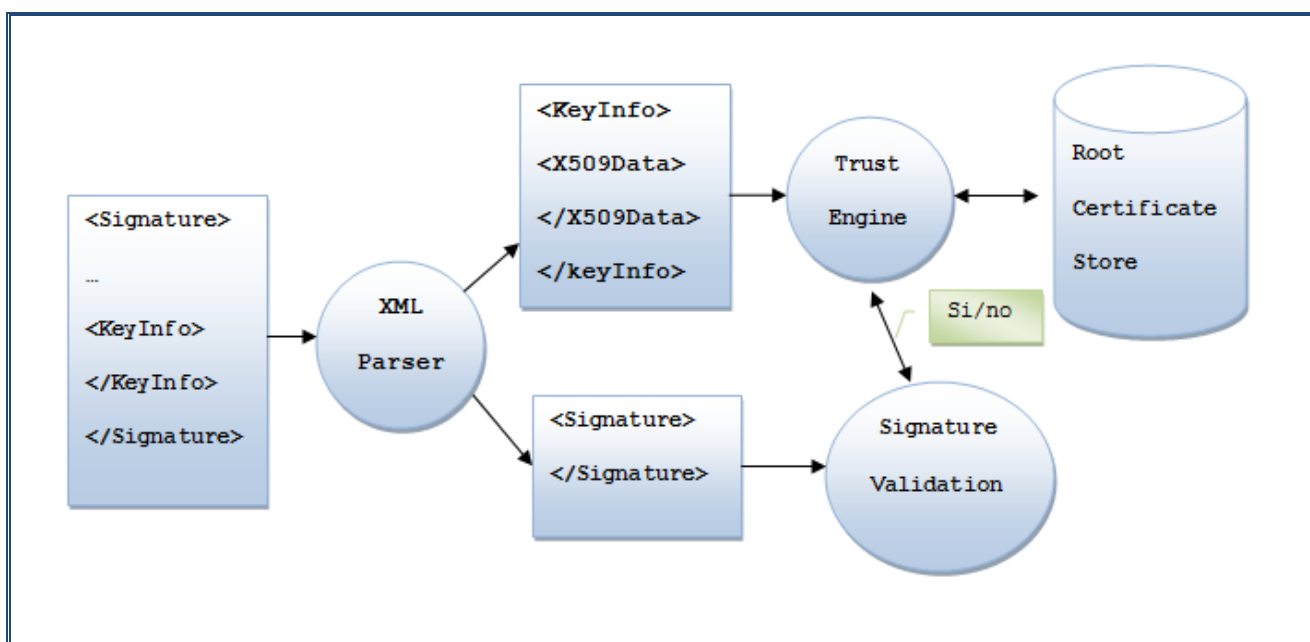 <Signature>
…
<KeyInfo>
</KeyInfo>
</Signature>
XML
Parser
<KeyInfo>
<X509Data>
</X509Data>
</keyInfo>
<Signature>
</Signature>
Trust
Engine
Si/no
Signature
Validation
Root
Certificate
Store